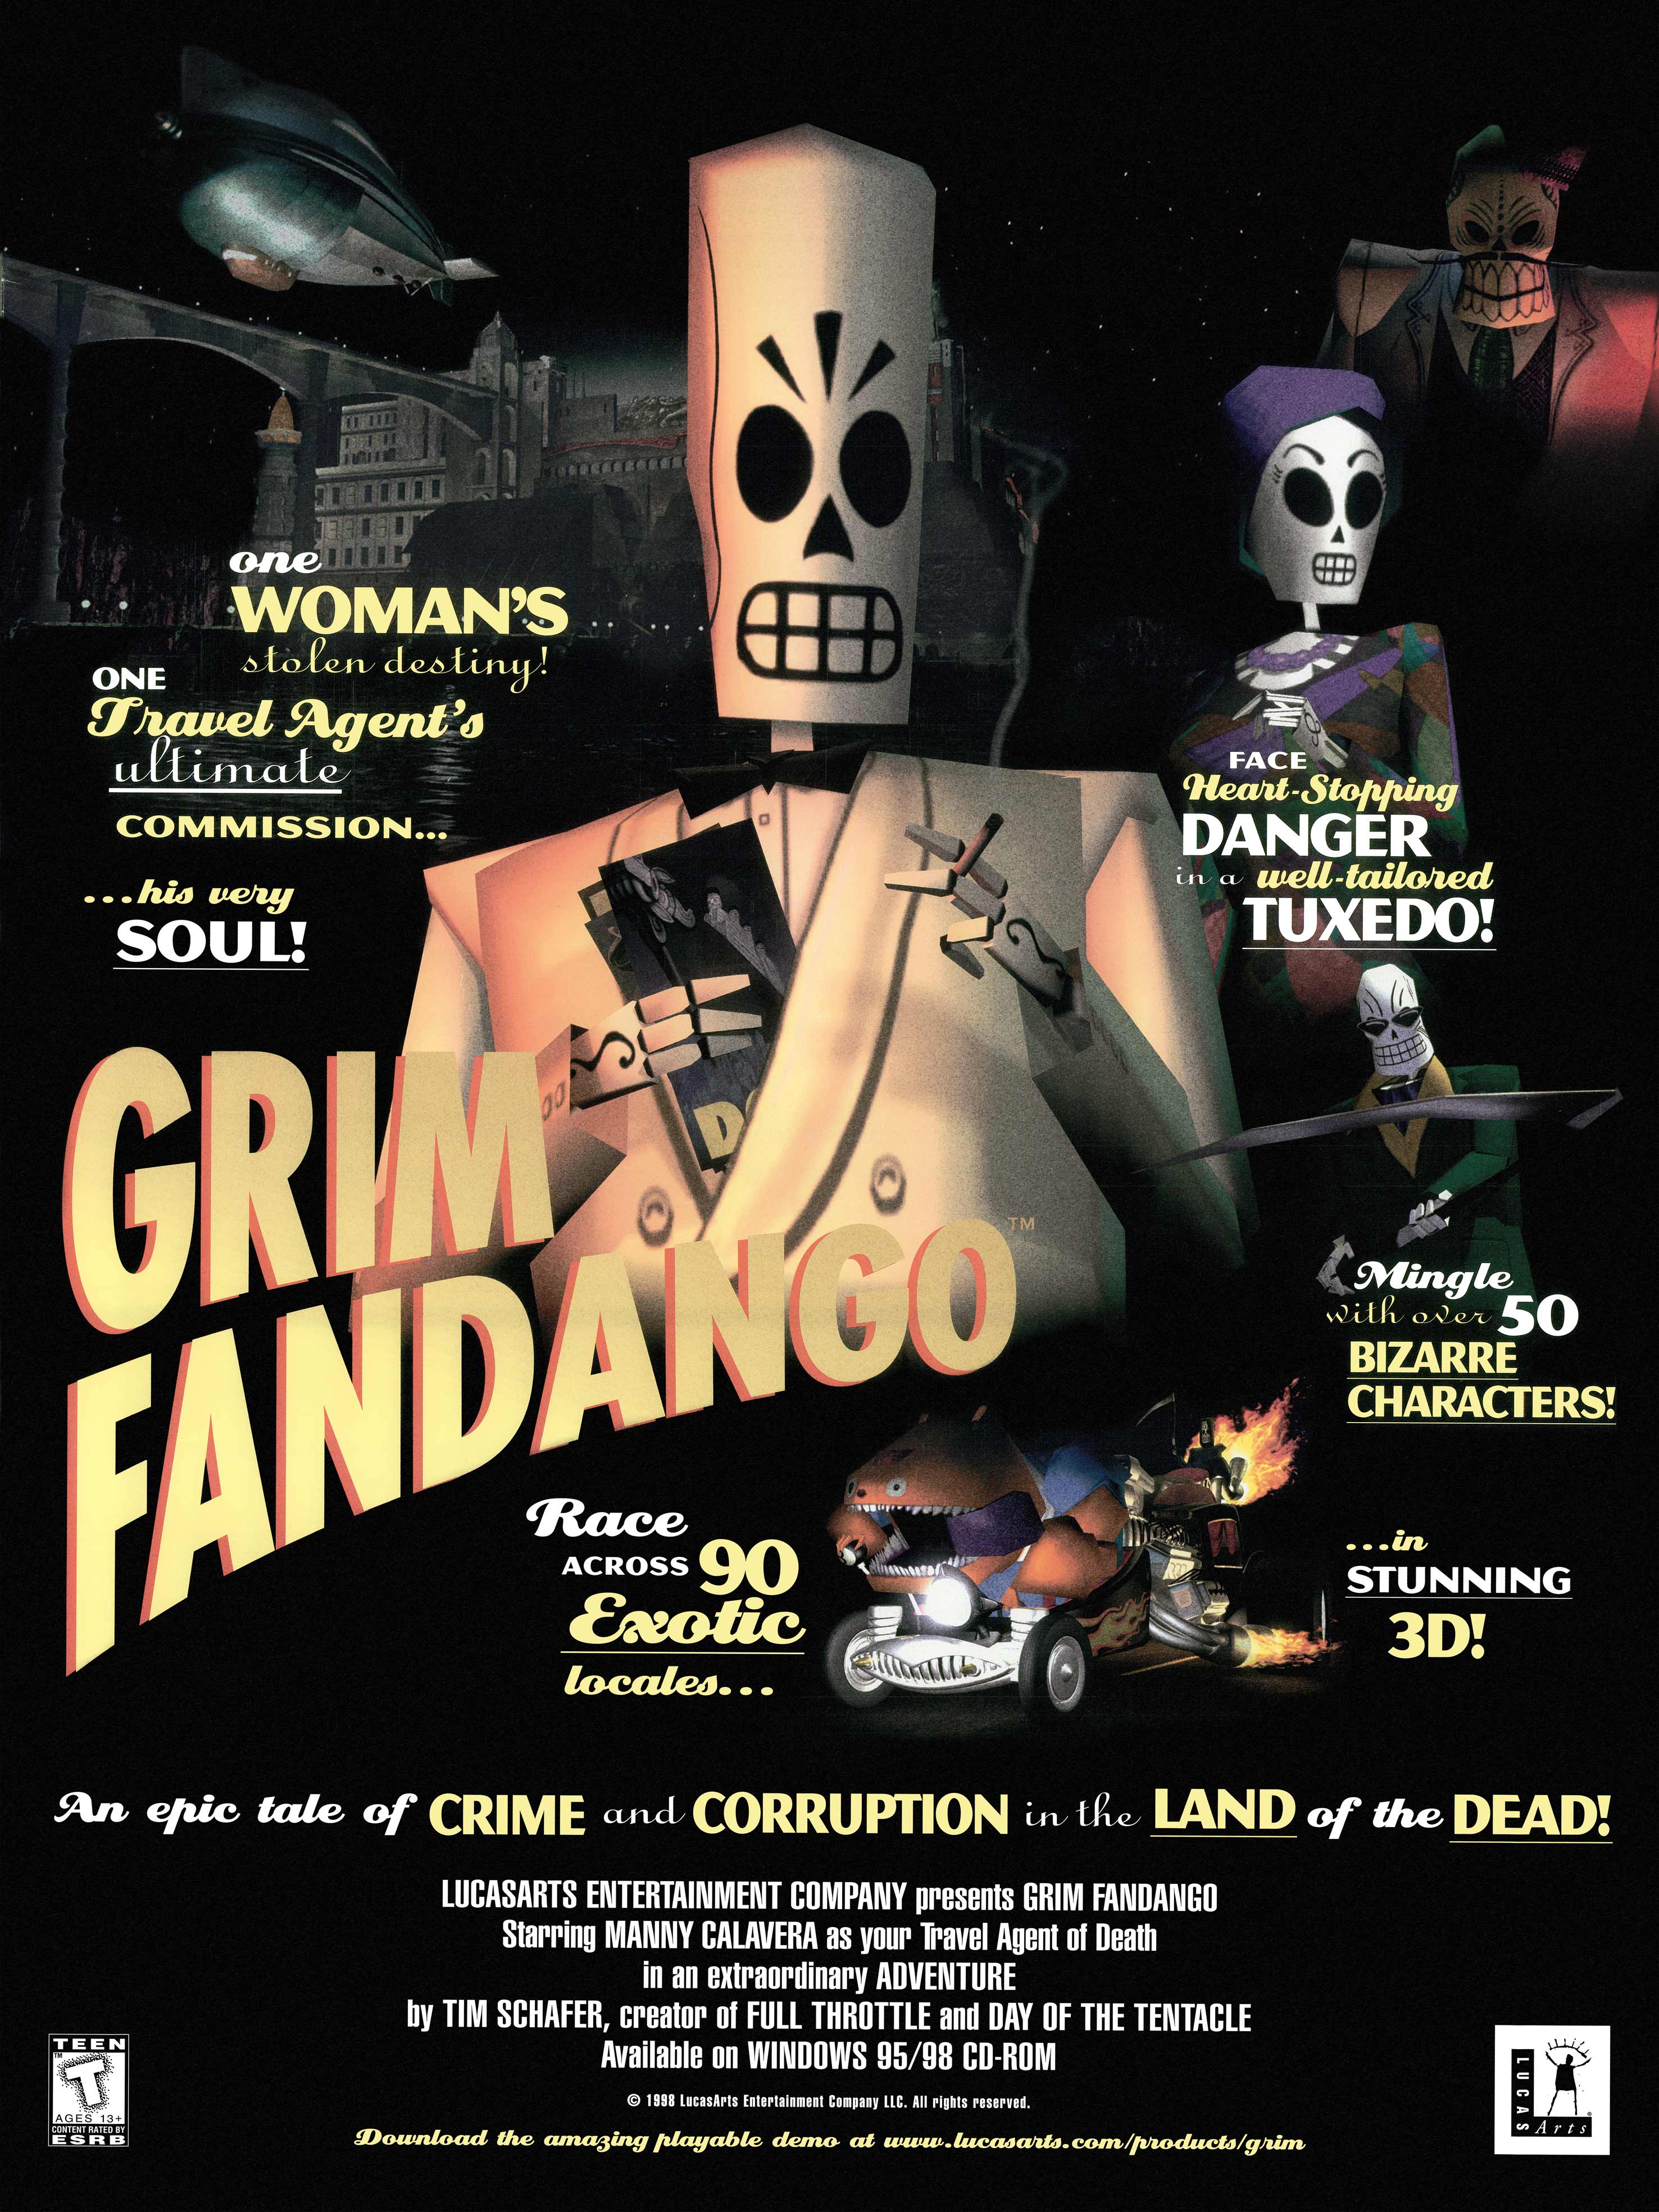 one
WOMAN'S
stolen destiny!
ONE
Travel Agent's
ultimate
COMMISSION...
...his very
SOUL!
FACE
Heart-Stopping
DANGER
in a well-tailored
TUXEDO!
GRIM
FANDANGO™
Mingle
with over 50
BIZARRE
CHARACTERS!
Race
ACROSS 90
Exotic
locales...
...in
STUNNING
3D!
An epic tale of CRIME and CORRUPTION in the LAND of the DEAD!
LUCASARTS ENTERTAINMENT COMPANY presents GRIM FANDANGO
Starring MANNY CALAVERA as your Travel Agent of Death
in an extraordinary ADVENTURE
by TIM SCHAFER, creator of FULL THROTTLE and DAY OF THE TENTACLE
Available on WINDOWS 95/98 CD-ROM
© 1998 LucasArts Entertainment Company LLC. All rights reserved.
Download the amazing playable demo at www.lucasarts.com/products/grim
TEEN
T™
AGES 13+
CONTENT RATED BY
ESRB
LUCAS
Arts®